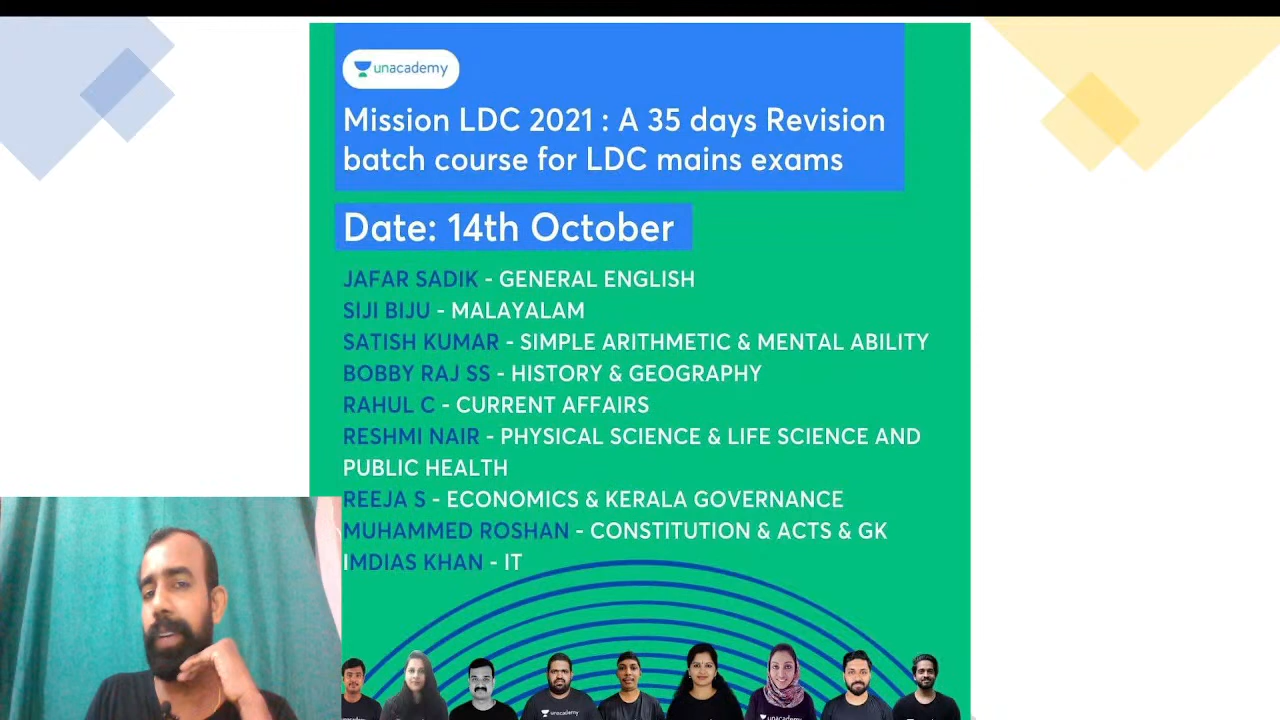 unacademy
Mission LDC 2021 : A 35 days Revision
batch course for LDC mains exams
Date: 14th October
JAFAR SADIK - GENERAL ENGLISH
SIJI BIJU - MALAYALAM
SATISH KUMAR - SIMPLE ARITHMETIC & MENTAL ABILITY
BOBBY RAJ SS - HISTORY & GEOGRAPHY
RAHUL C - CURRENT AFFAIRS
RESHMI NAIR - PHYSICAL SCIENCE & LIFE SCIENCE AND
PUBLIC HEALTH
REEJA S - ECONOMICS & KERALA GOVERNANCE
MUHAMMED ROSHAN - CONSTITUTION & ACTS & GK
IMDIAS KHAN - IT
unacademy
unacademy